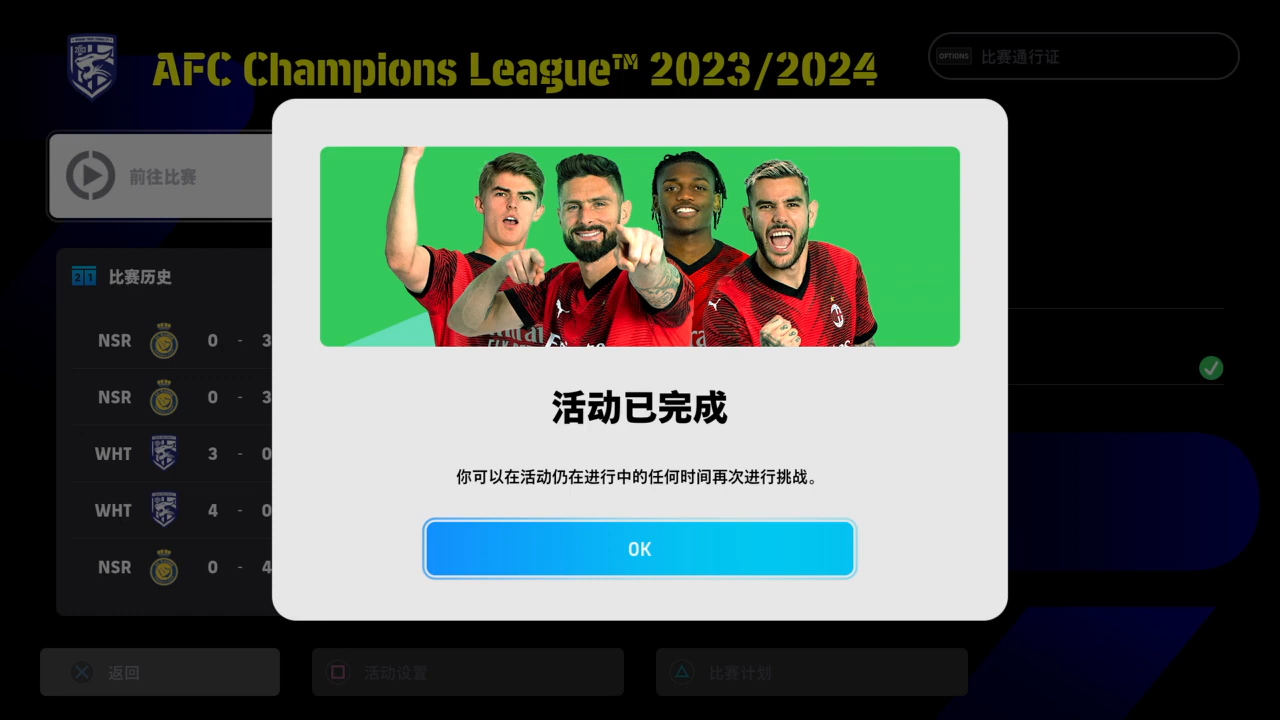 AFC Champions League™ 2023/2024
OPTIONS 比赛通行证
前往比赛
比赛历史
NSR 0 - 3
NSR 0 - 3
WHT 3 - 0
WHT 4 - 0
NSR 0 - 4
活动已完成
你可以在活动仍在进行中的任何时间再次进行挑战。
OK
返回
活动设置
比赛计划